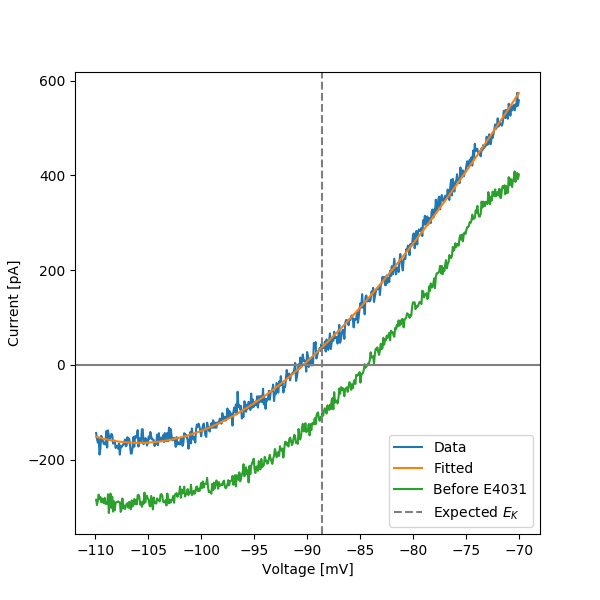 600
400
200
0
−200
Current [pA]
−110
−105
−100
−95
−90
−85
−80
−75
−70
Voltage [mV]
Data
Fitted
Before E4031
Expected E_K